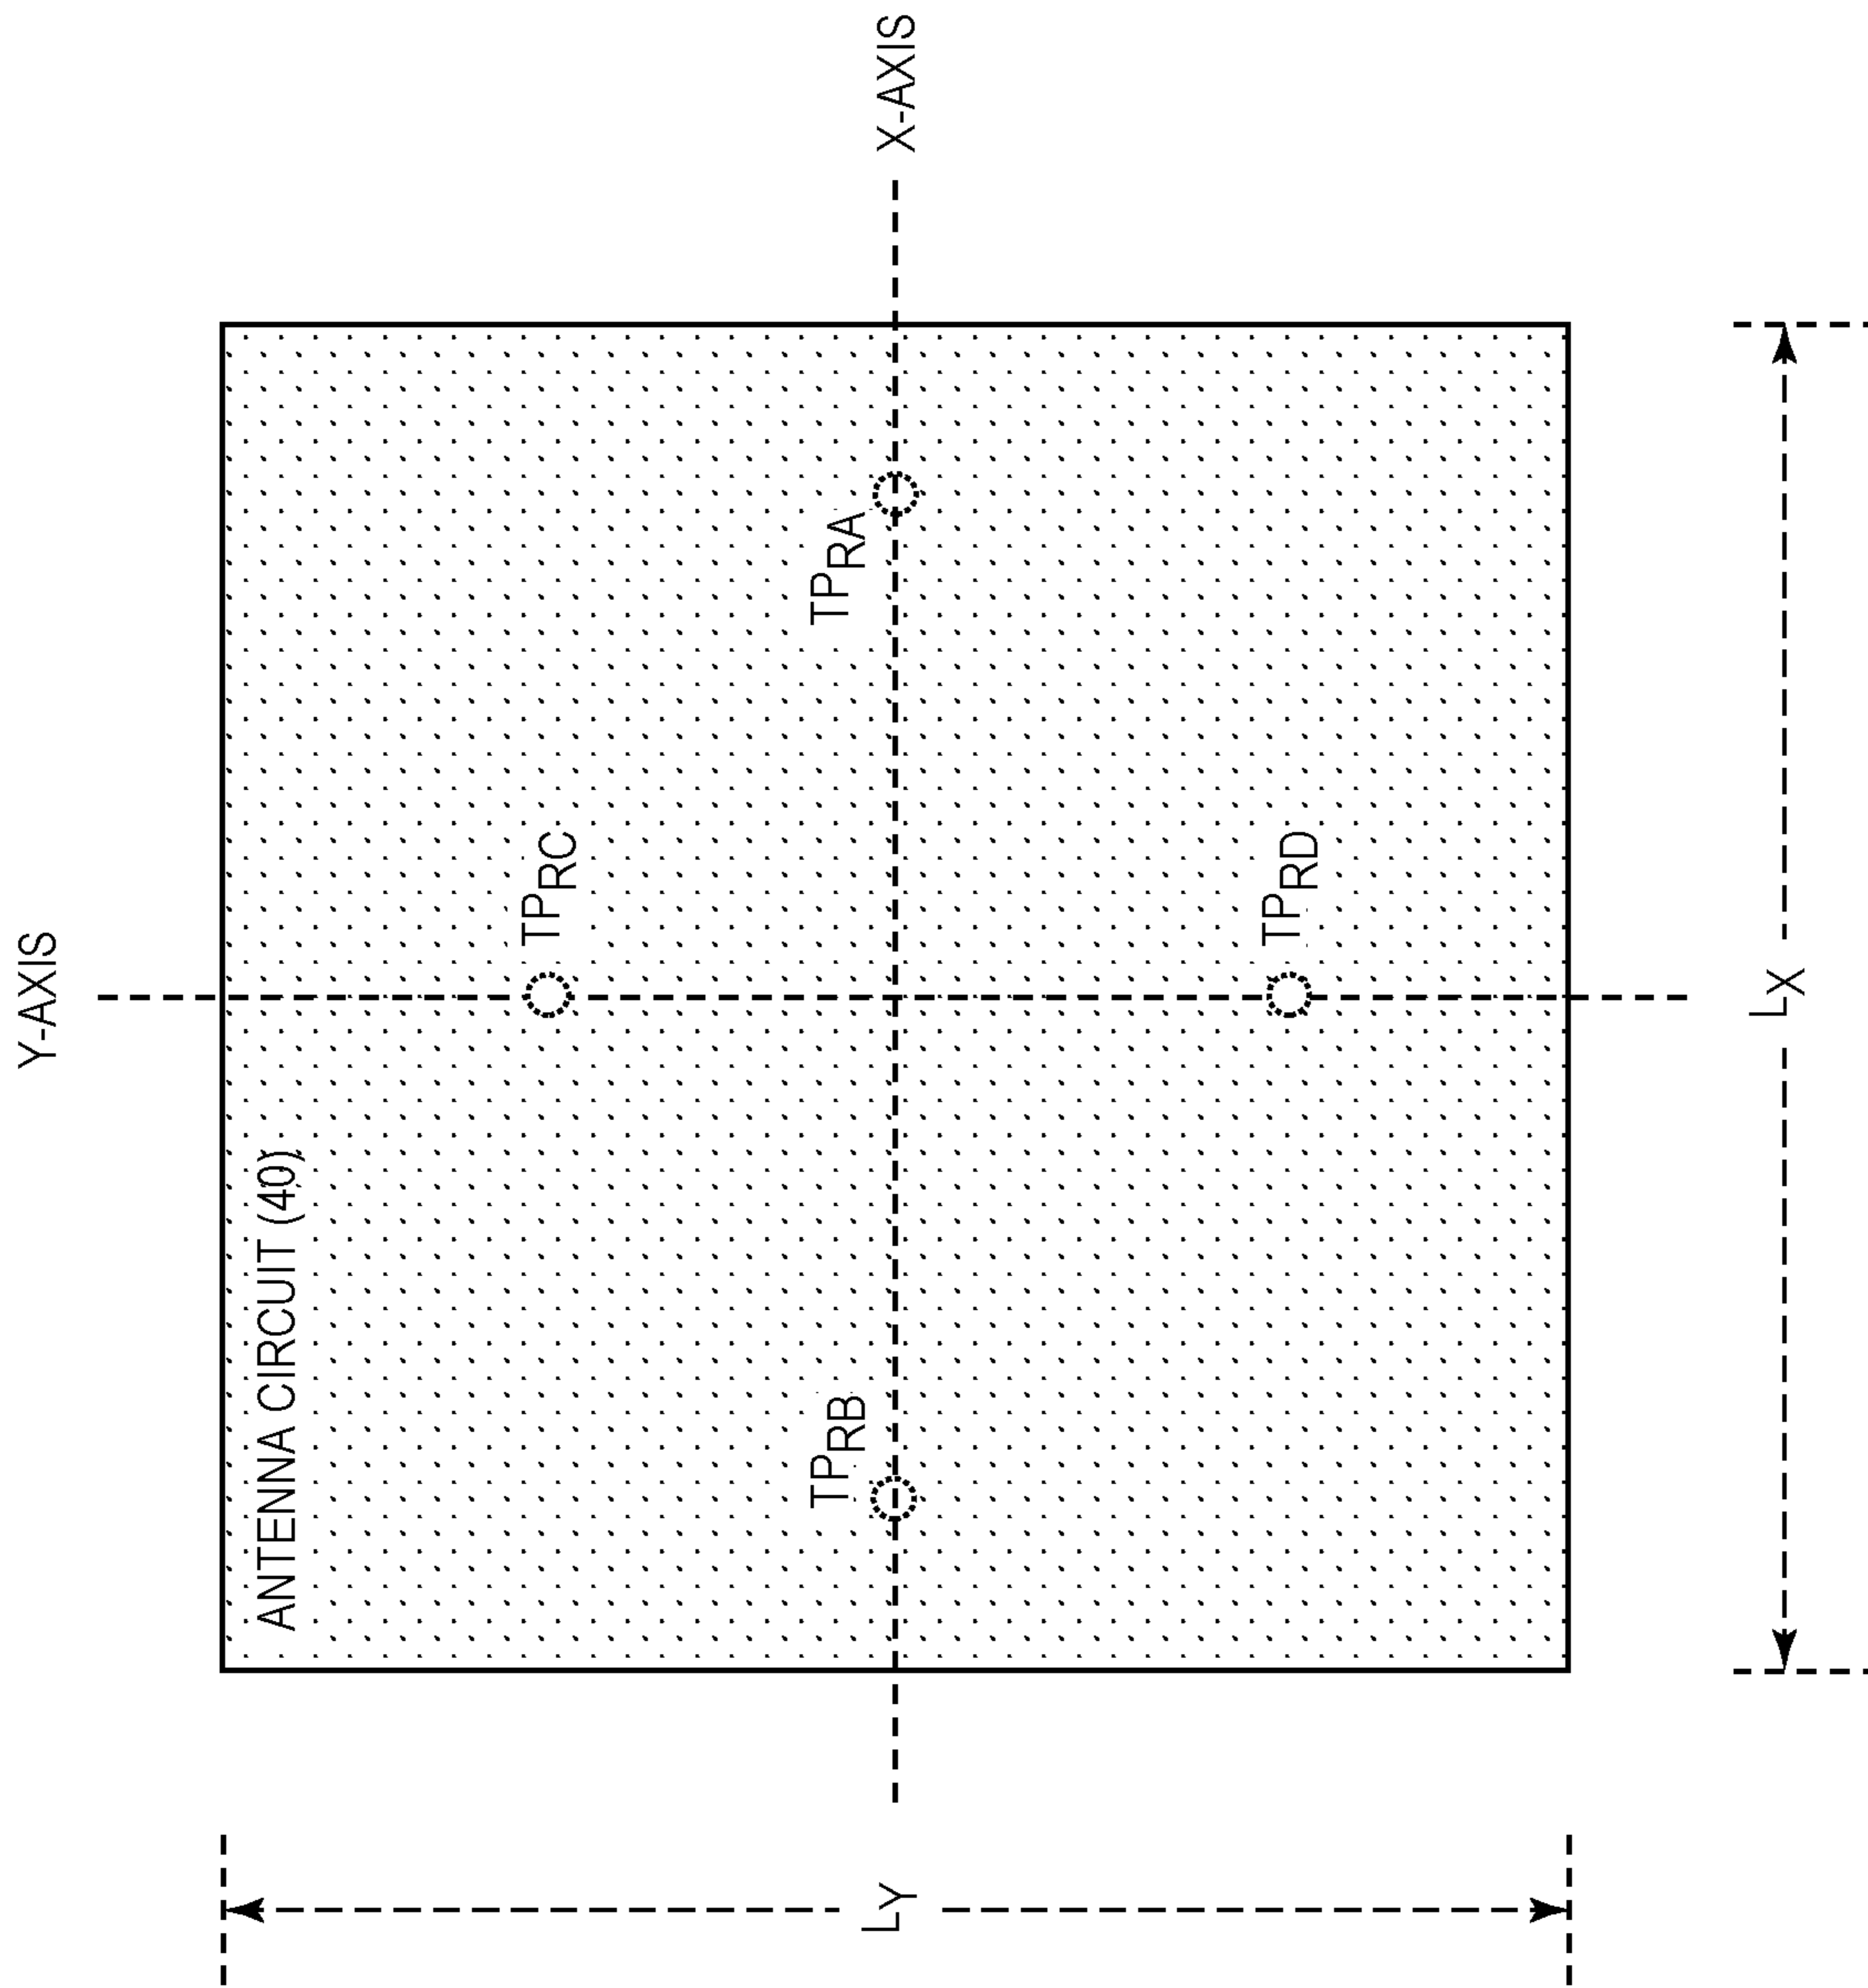 Y-AXIS
ANTENNA CIRCUIT (40)
TPRC
TPRB
TPRA
X-AXIS
TPRD
LY
LX